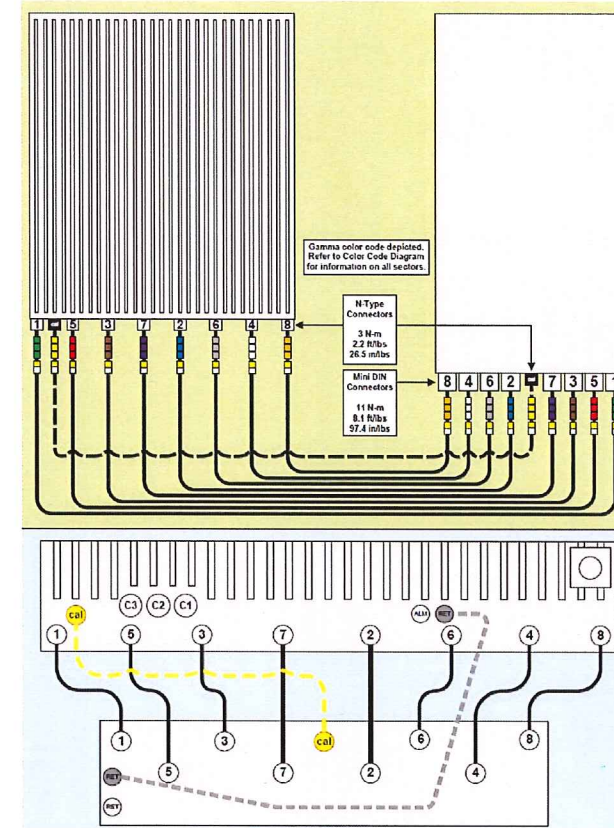 Gamma color code depicted.
Refer to Color Code Diagram
for information on all sectors.
N-Type
Connectors
3 N-m
2.2 ft/lbs
26.5 in/lbs
1 5 3 7 2 6 4 8
Mini DIN
Connectors
11 N-m
8.1 ft/lbs
97.4 in/lbs
8 4 6 2 7 3 5 1
C3 C2 C1
cal ALM RET
1 5 3 7 2 6 4 8
1 3 cal 6 8
RET 5 7 2 4
RET